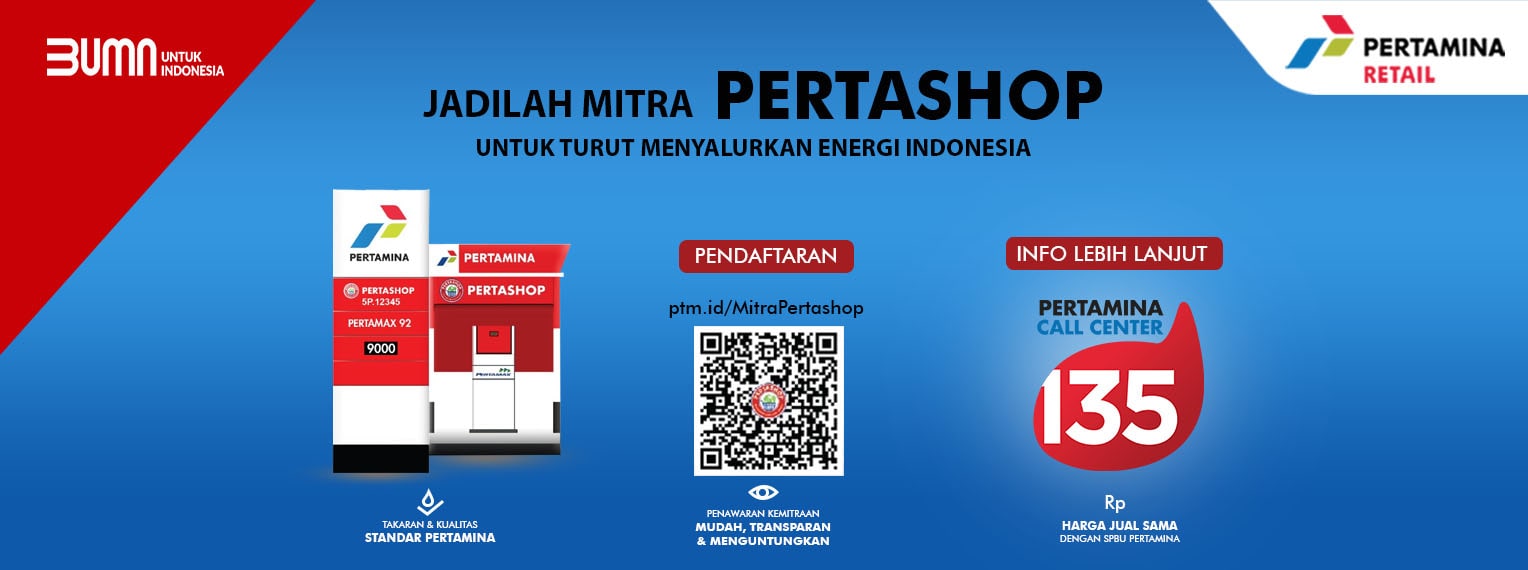 BUMN UNTUK
INDONESIA
PERTAMINA
RETAIL
JADILAH MITRA PERTASHOP
UNTUK TURUT MENYALURKAN ENERGI INDONESIA
PERTAMINA
PERTASHOP
5P.12345
PERTAMAX 92
9000
PERTAMINA
PERTASHOP
PERTAMAX
TAKARAN & KUALITAS
STANDAR PERTAMINA
PENDAFTARAN
ptm.id/MitraPertashop
PERTASHOP
PENAWARAN KEMITRAAN
MUDAH, TRANSPARAN
& MENGUNTUNGKAN
INFO LEBIH LANJUT
PERTAMINA
CALL CENTER
135
Rp
HARGA JUAL SAMA
DENGAN SPBU PERTAMINA